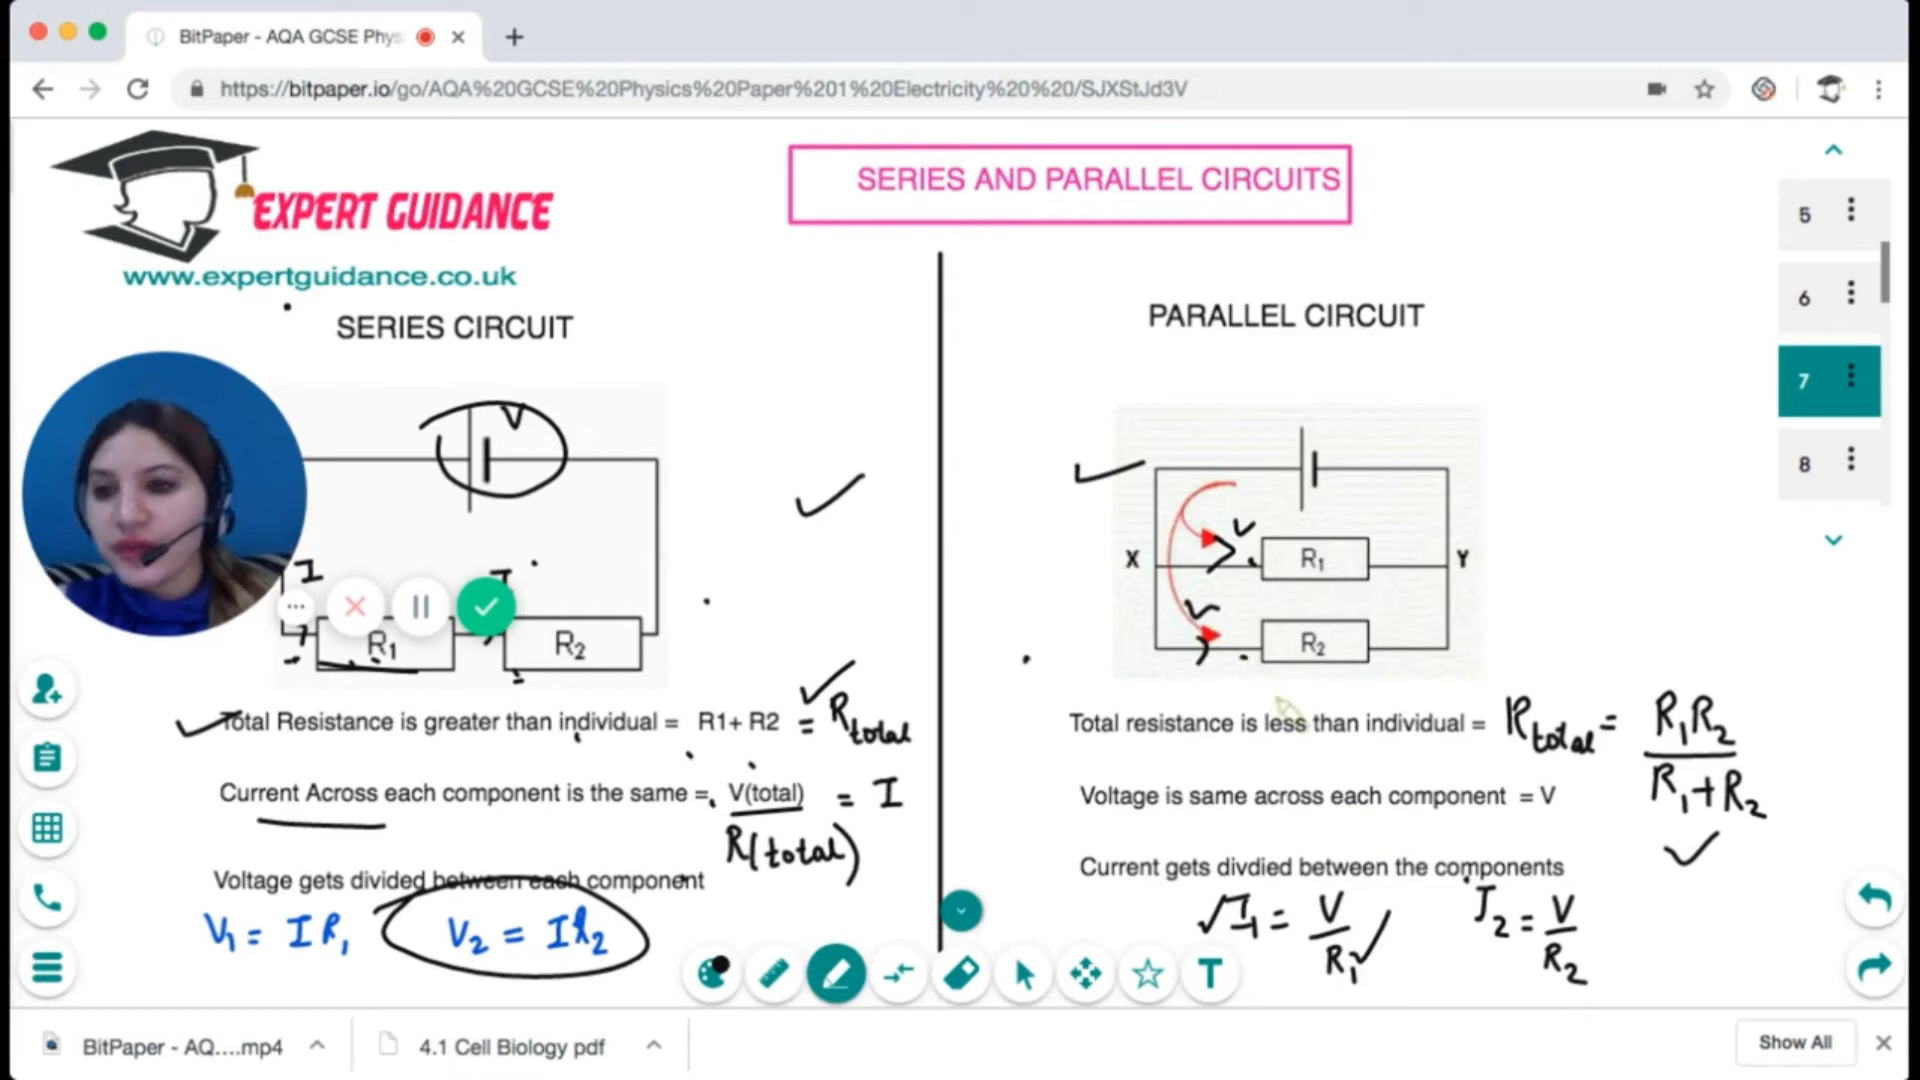 BitPaper - AQA GCSE Phys
https://bitpaper.io/go/AQA%20GCSE%20Physics%20Paper%201%20Electricity%20%20/SJXStJd3V
EXPERT GUIDANCE
www.expertguidance.co.uk
SERIES AND PARALLEL CIRCUITS
SERIES CIRCUIT
V
I
I
R1
R2
Total Resistance is greater than individual = R1+ R2 = Rtotal
Current Across each component is the same = V(total) = I
R(total)
Voltage gets divided between each component
V1 = IR1
V2 = IR2
PARALLEL CIRCUIT
X
V
R1
Y
V
R2
Total resistance is less than individual = Rtotal = R1R2
R1+R2
Voltage is same across each component = V
Current gets divdied between the components
I1 = V
R1
I2 = V
R2
5
6
7
8
T
BitPaper - AQ....mp4
4.1 Cell Biology pdf
Show All